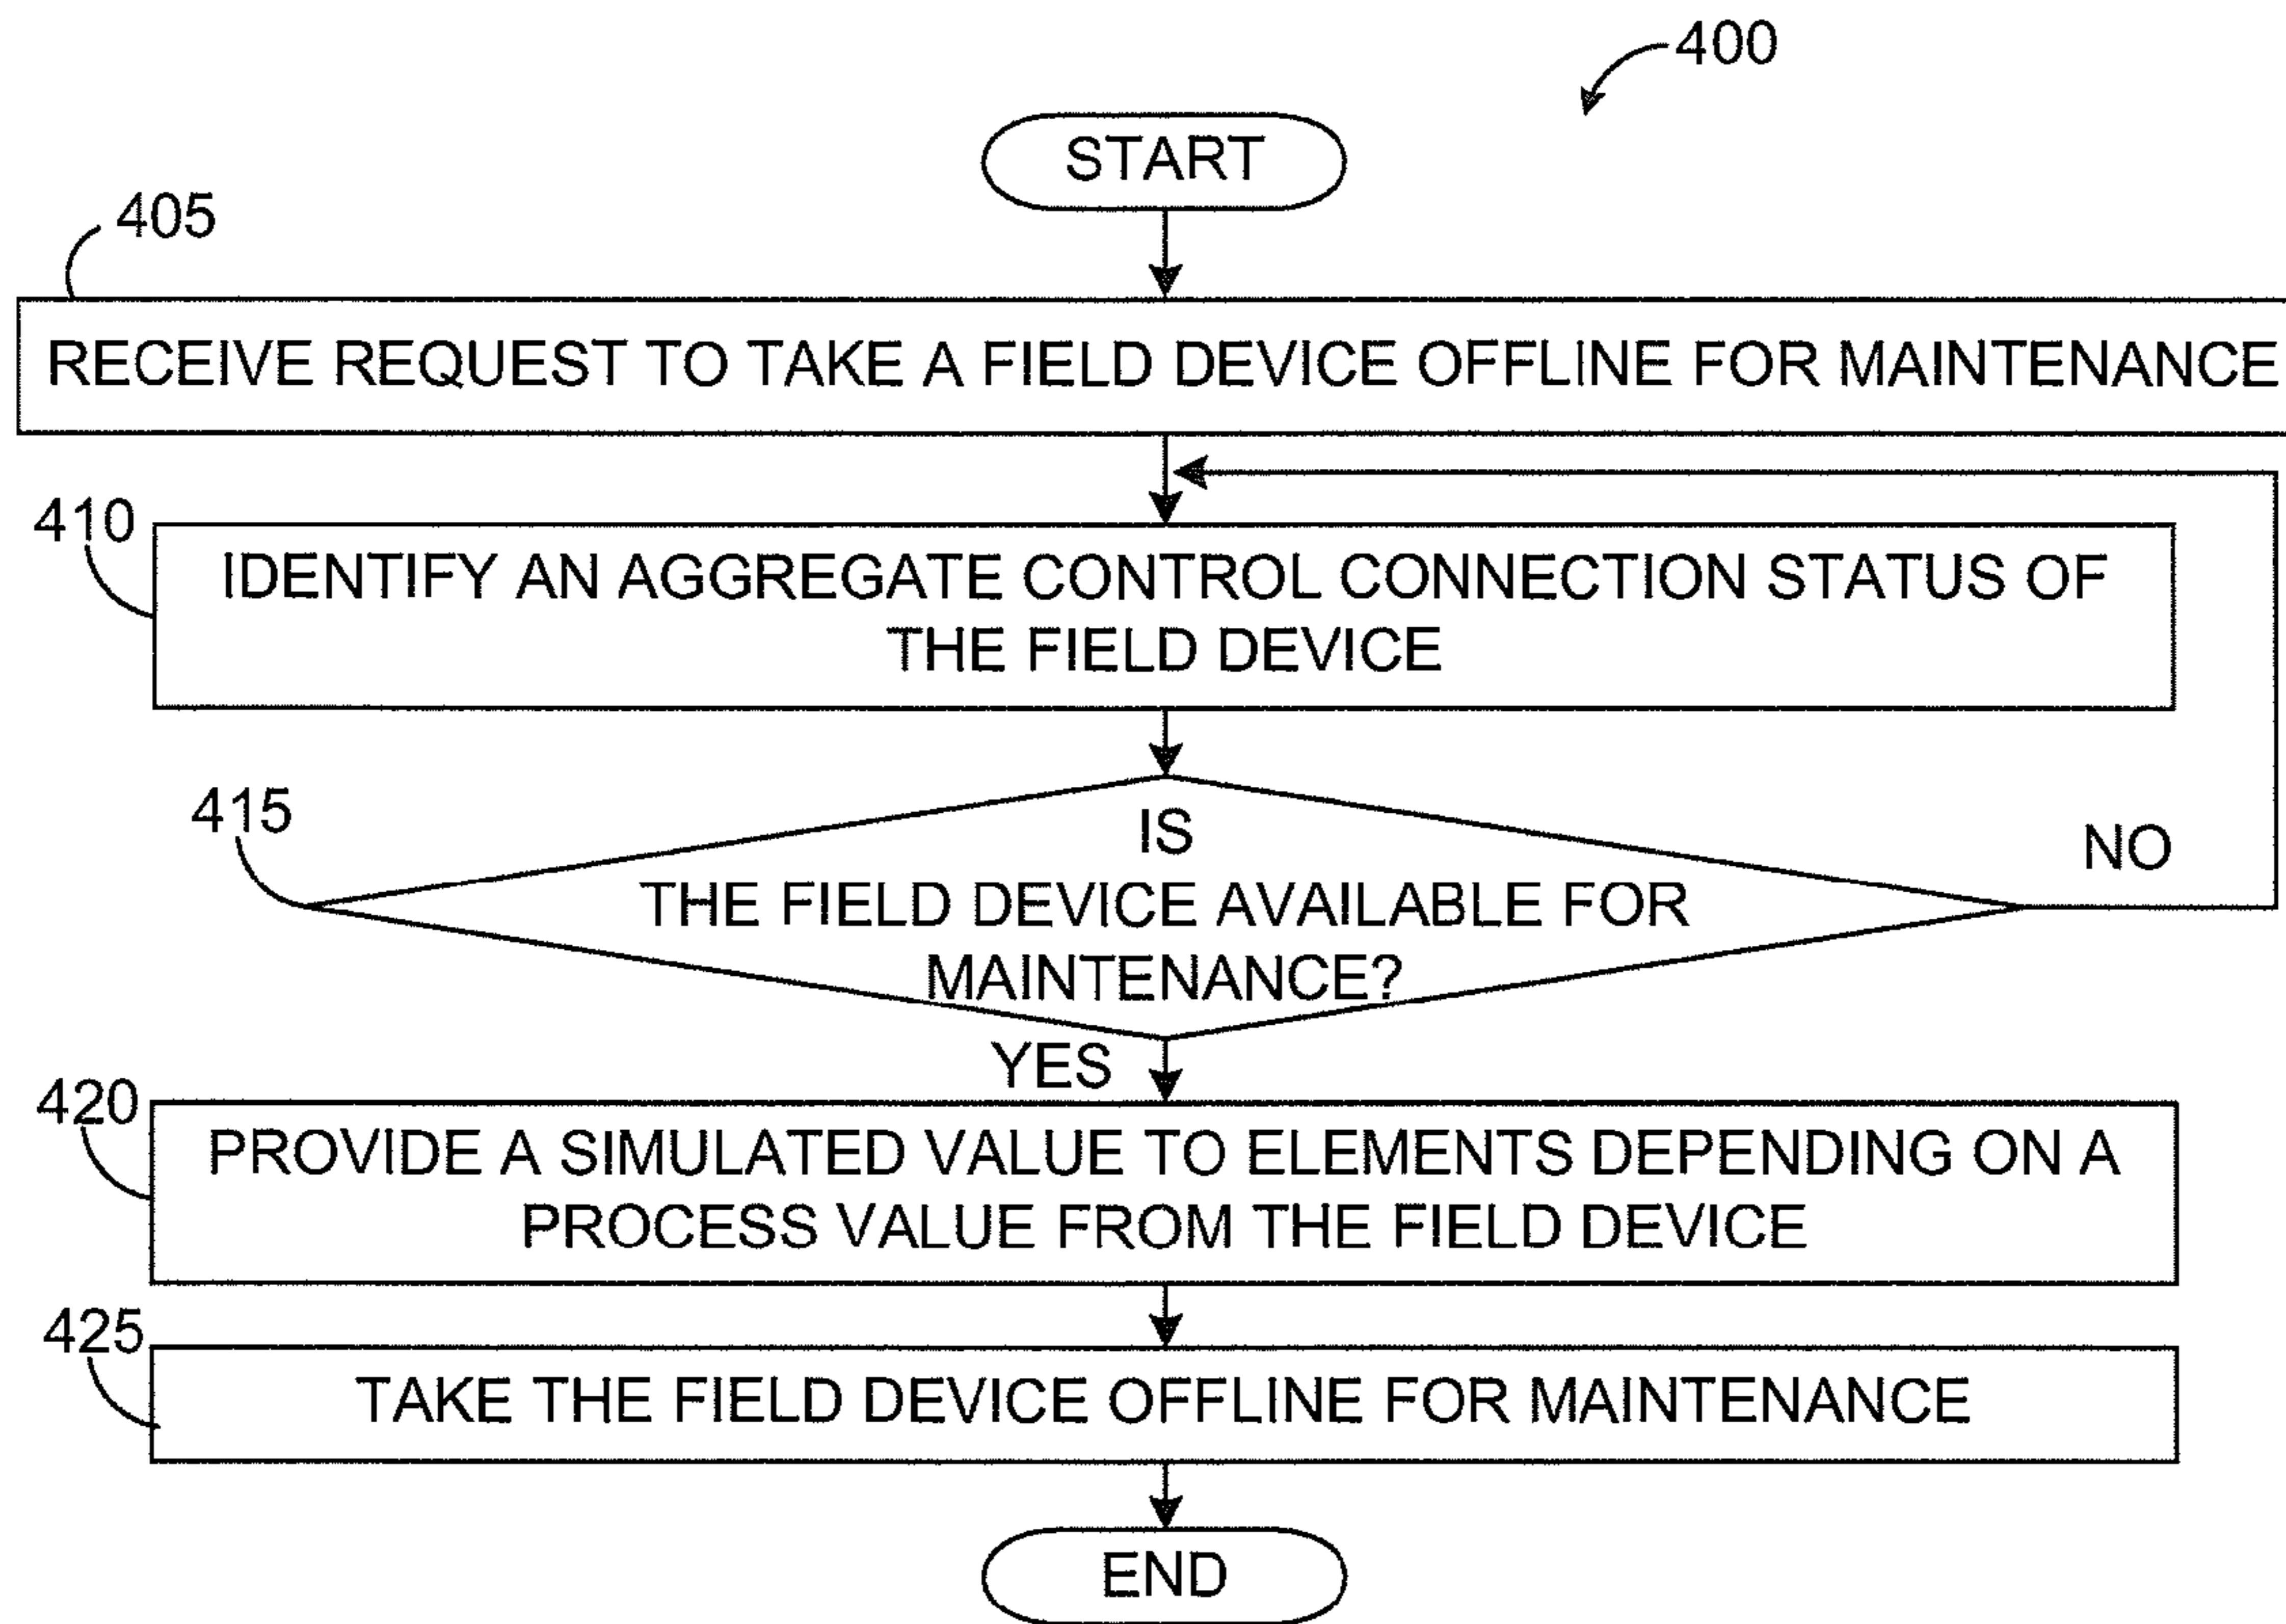 400
START
405
RECEIVE REQUEST TO TAKE A FIELD DEVICE OFFLINE FOR MAINTENANCE
410
IDENTIFY AN AGGREGATE CONTROL CONNECTION STATUS OF
THE FIELD DEVICE
415
IS
THE FIELD DEVICE AVAILABLE FOR
MAINTENANCE?
NO
YES
420
PROVIDE A SIMULATED VALUE TO ELEMENTS DEPENDING ON A
PROCESS VALUE FROM THE FIELD DEVICE
425
TAKE THE FIELD DEVICE OFFLINE FOR MAINTENANCE
END